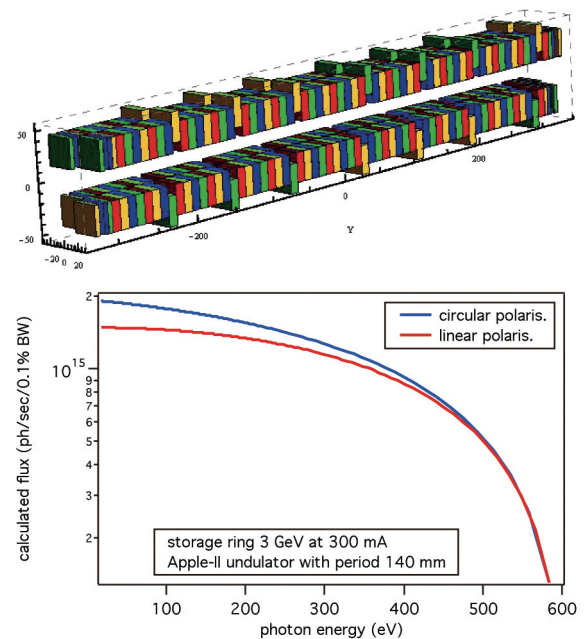 50
0
-50
-20
0
20
-200
0
200
Y
2
circular polaris.
linear polaris.
10^15
9
8
7
6
5
4
3
2
calculated flux (ph/sec/0.1% BW)
storage ring 3 GeV at 300 mA
Apple-II undulator with period 140 mm
100 200 300 400 500 600
photon energy (eV)